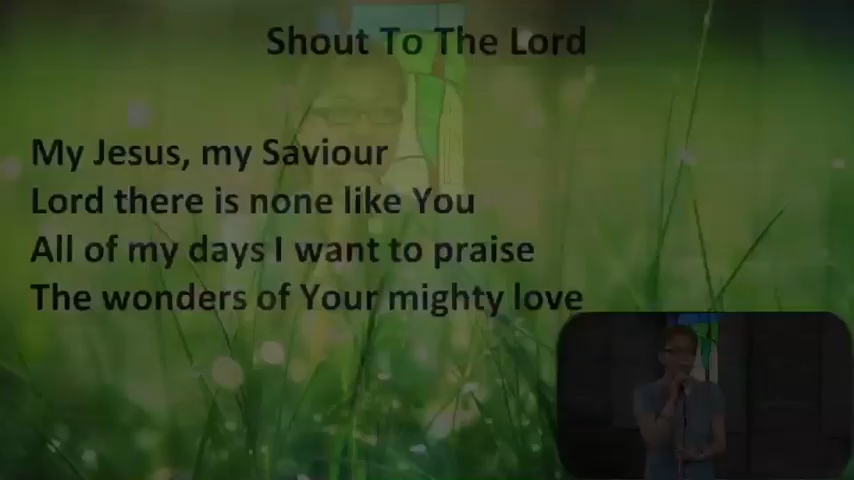 Shout To The Lord
My Jesus, my Saviour
Lord there is none like You
All of my days I want to praise
The wonders of Your mighty love